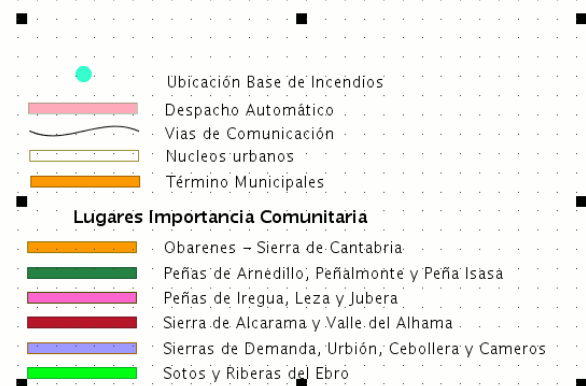 Ubicación Base de Incendios
Despacho Automático
Vias de Comunicación
Nucleos urbanos
Término Municipales
Lugares Importancia Comunitaria
Obarenes - Sierra de Cantabria
Peñas de Arnedillo, Peñalmonte y Peña Isasa
Peñas de Iregua, Leza y Jubera
Sierra de Alcarama y Valle del Alhama
Sierras de Demanda, Urbión, Cebollera y Cameros
Sotos y Riberas del Ebro